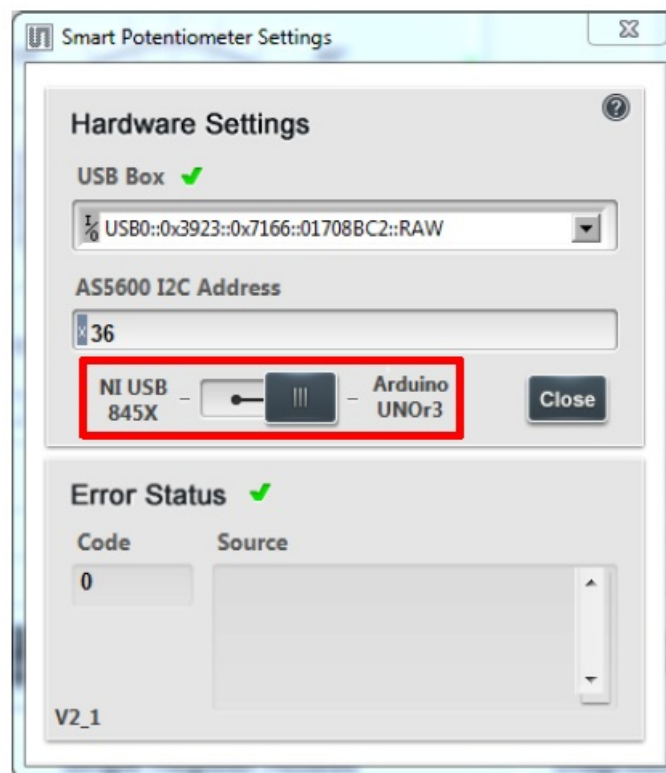 Smart Potentiometer Settings
Hardware Settings
USB Box
USB0::0x3923::0x7166::01708BC2::RAW
AS5600 I2C Address
x 36
NI USB
845X
Arduino
UNOr3
Close
Error Status
Code
Source
0
V2_1